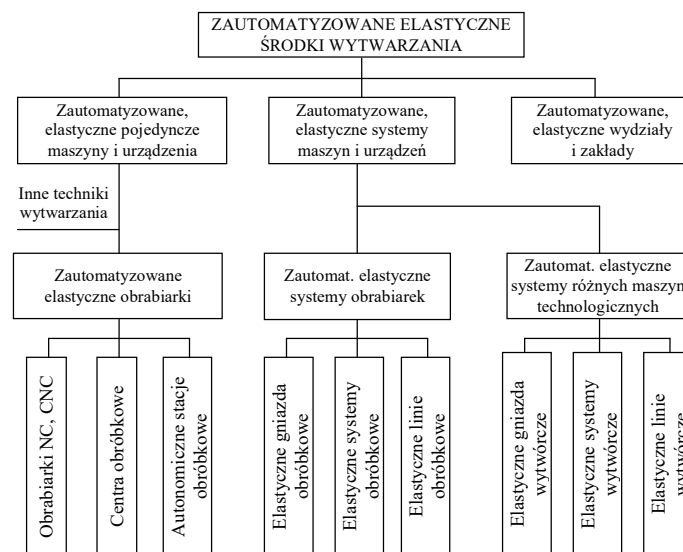 ZAUTOMATYZOWANE ELASTYCZNE
ŚRODKI WYTWARZANIA
Zautomatyzowane,
elastyczne pojedyncze
maszyny i urządzenia
Zautomatyzowane,
elastyczne systemy
maszyn i urządzeń
Zautomatyzowane,
elastyczne wydziały
i zakłady
Inne techniki
wytwarzania
Zautomatyzowane
elastyczne obrabiarki
Zautomat. elastyczne
systemy obrabiarek
Zautomat. elastyczne
systemy różnych maszyn
technologicznych
Obrabiarki NC, CNC
Centra obróbkowe
Autonomiczne stacje
obróbkowe
Elastyczne gniazda
obróbkowe
Elastyczne systemy
obróbkowe
Elastyczne linie
obróbkowe
Elastyczne gniazda
wytwórcze
Elastyczne systemy
wytwórcze
Elastyczne linie
wytwórcze